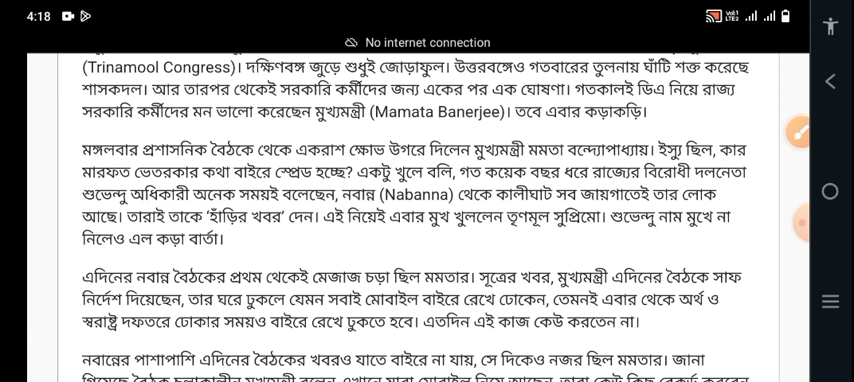 4:18
Vo1)
LTE2
No internet connection
(Trinamool Congress)। দক্ষিণবঙ্গ জুড়ে শুধুই জোড়াফুল। উত্তরবঙ্গেও গতবারের তুলনায় ঘাঁটি শক্ত করেছে
শাসকদল। আর তারপর থেকেই সরকারি কর্মীদের জন্য একের পর এক ঘোষণা। গতকালই ডিএ নিয়ে রাজ্য
সরকারি কর্মীদের মন ভালো করেছেন মুখ্যমন্ত্রী (Mamata Banerjee)। তবে এবার কড়াকড়ি।
মঙ্গলবার প্রশাসনিক বৈঠকে থেকে একরাশ ক্ষোভ উগরে দিলেন মুখ্যমন্ত্রী মমতা বন্দ্যোপাধ্যায়। ইস্যু ছিল, কার
মারফত ভেতরকার কথা বাইরে স্প্রেড হচ্ছে? একটু খুলে বলি, গত কয়েক বছর ধরে রাজ্যের বিরোধী দলনেতা
শুভেন্দু অধিকারী অনেক সময়ই বলেছেন, নবান্ন (Nabanna) থেকে কালীঘাট সব জায়গাতেই তার লোক
আছে। তারাই তাকে ‘হাঁড়ির খবর’ দেন। এই নিয়েই এবার মুখ খুললেন তৃণমূল সুপ্রিমো। শুভেন্দু নাম মুখে না
নিলেও এল কড়া বার্তা।
এদিনের নবান্ন বৈঠকের প্রথম থেকেই মেজাজ চড়া ছিল মমতার। সূত্রের খবর, মুখ্যমন্ত্রী এদিনের বৈঠকে সাফ
নির্দেশ দিয়েছেন, তার ঘরে ঢুকলে যেমন সবাই মোবাইল বাইরে রেখে ঢোকেন, তেমনই এবার থেকে অর্থ ও
স্বরাষ্ট্র দফতরে ঢোকার সময়ও বাইরে রেখে ঢুকতে হবে। এতদিন এই কাজ কেউ করতেন না।
নবান্নের পাশাপাশি এদিনের বৈঠকের খবরও যাতে বাইরে না যায়, সে দিকেও নজর ছিল মমতার। জানা